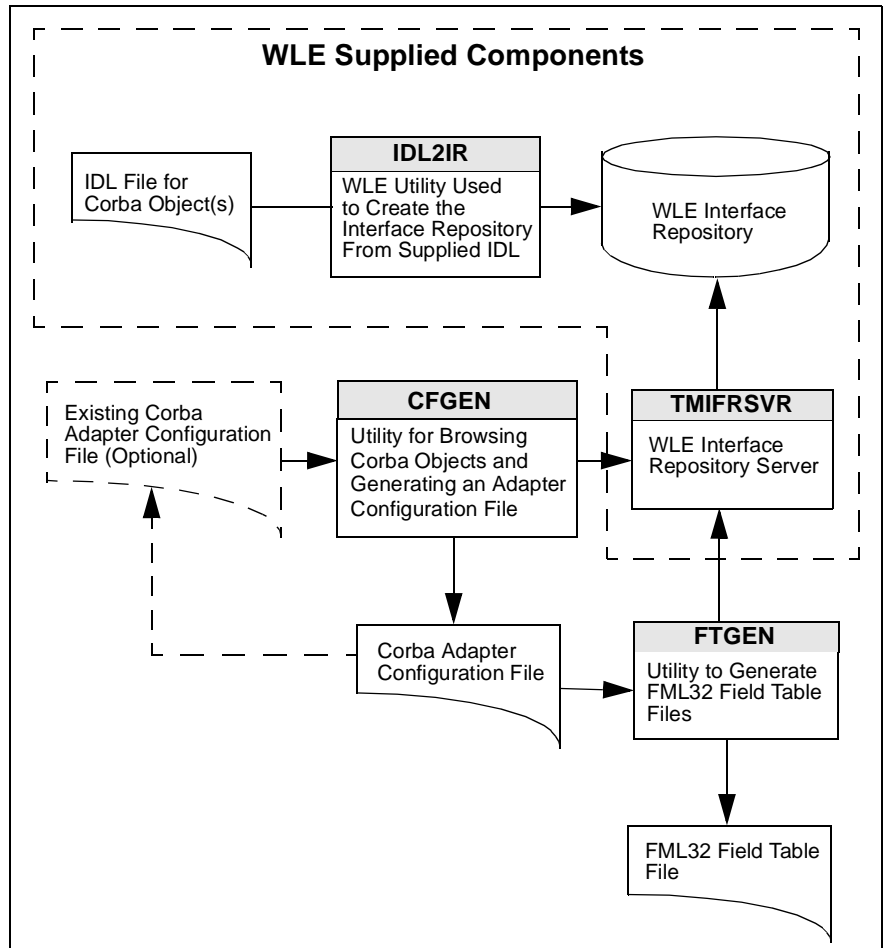 WLE Supplied Components
IDL File for
Corba Object(s)
IDL2IR
WLE Utility Used
to Create the
Interface Repository
From Supplied IDL
WLE Interface
Repository
Existing Corba
Adapter Configuration
File (Optional)
CFGEN
Utility for Browsing
Corba Objects and
Generating an Adapter
Configuration File
TMIFRSVR
WLE Interface
Repository Server
Corba Adapter
Configuration File
FTGEN
Utility to Generate
FML32 Field Table
Files
FML32 Field Table
File